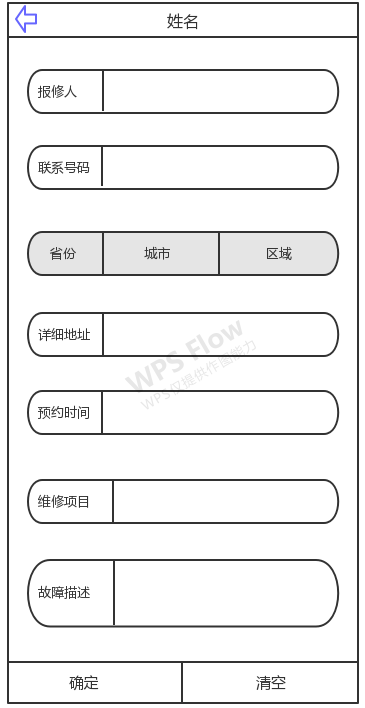 姓名
报修人
联系号码
省份 城市 区域
详细地址
WPS Flow
WPS仅提供作图能力
预约时间
维修项目
故障描述
确定 清空